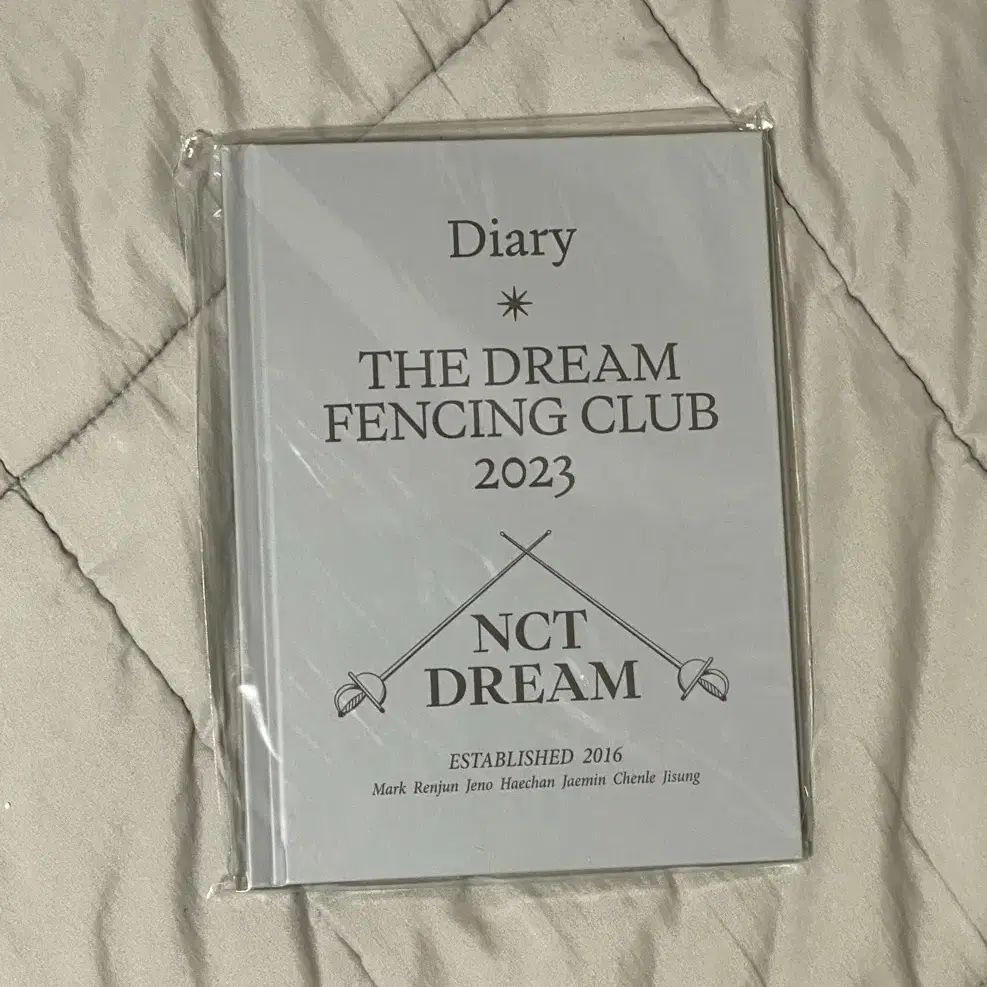 Diary
THE DREAM
FENCING CLUB
2023
NCT
DREAM
ESTABLISHED 2016
Mark Renjun Jeno Haechan Jaemin Chenle Jisung